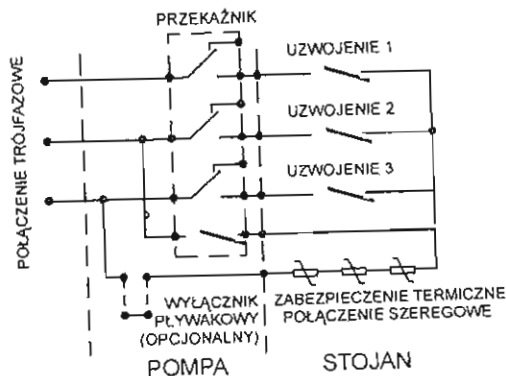 PRZEKAŹNIK
POŁĄCZENIE TRÓJFAZOWE
UZWOJENIE 1
UZWOJENIE 2
UZWOJENIE 3
WYŁĄCZNIK
PŁYWAKOWY
(OPCJONALNY)
ZABEZPIECZENIE TERMICZNE
POŁĄCZENIE SZEREGOWE
POMPA
STOJAN